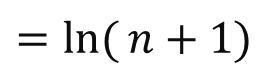 = ln(n + 1)